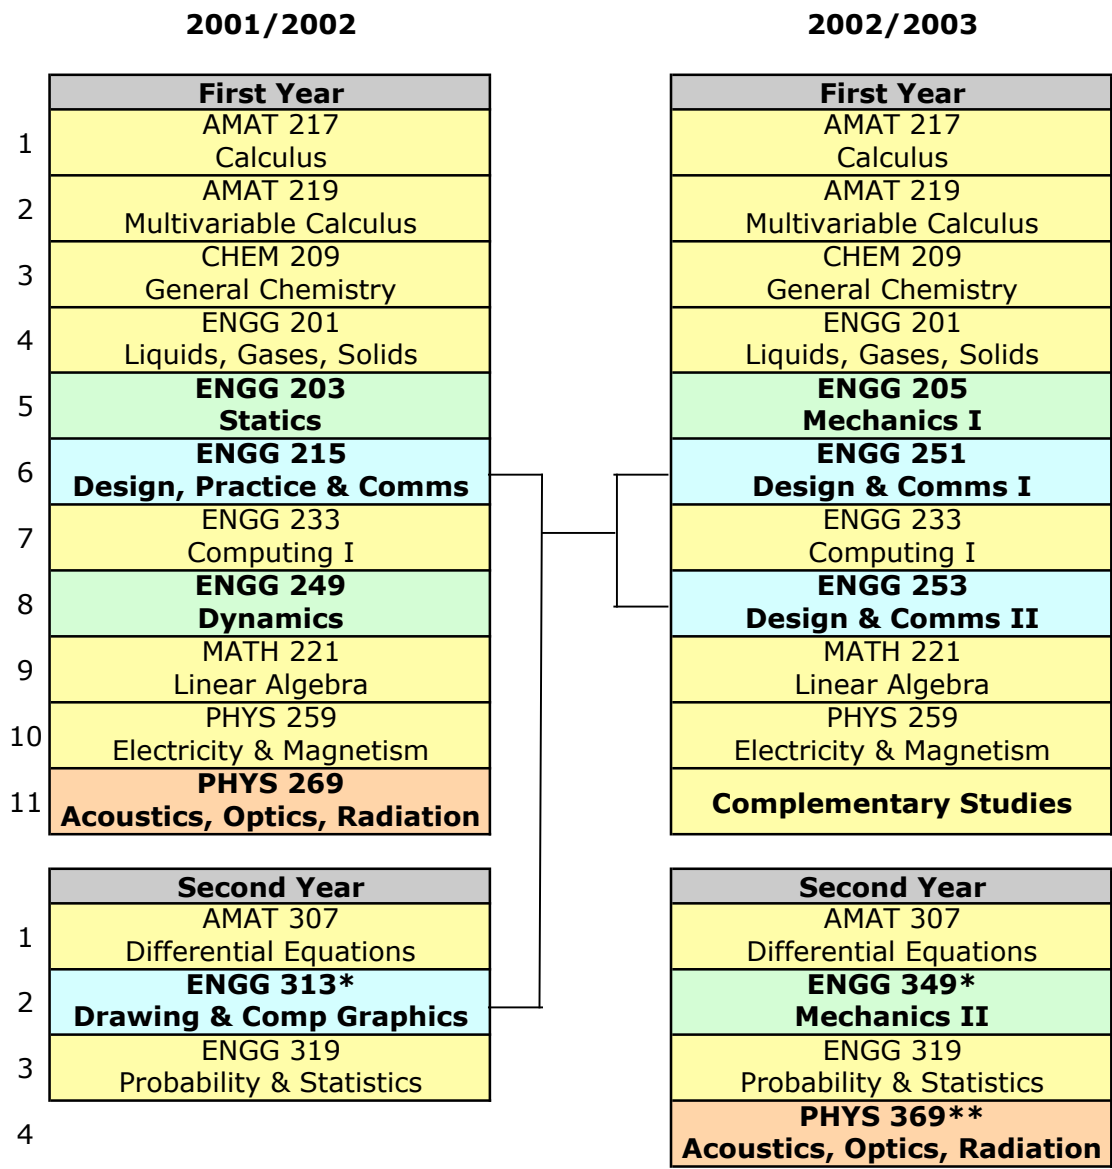 2001/2002
First Year
1
AMAT 217
Calculus
2
AMAT 219
Multivariable Calculus
3
CHEM 209
General Chemistry
4
ENGG 201
Liquids, Gases, Solids
5
ENGG 203
Statics
6
ENGG 215
Design, Practice & Comms
7
ENGG 233
Computing I
8
ENGG 249
Dynamics
9
MATH 221
Linear Algebra
10
PHYS 259
Electricity & Magnetism
11
PHYS 269
Acoustics, Optics, Radiation
Second Year
1
AMAT 307
Differential Equations
2
ENGG 313*
Drawing & Comp Graphics
3
ENGG 319
Probability & Statistics
4
2002/2003
First Year
AMAT 217
Calculus
AMAT 219
Multivariable Calculus
CHEM 209
General Chemistry
ENGG 201
Liquids, Gases, Solids
ENGG 205
Mechanics I
ENGG 251
Design & Comms I
ENGG 233
Computing I
ENGG 253
Design & Comms II
MATH 221
Linear Algebra
PHYS 259
Electricity & Magnetism
Complementary Studies
Second Year
AMAT 307
Differential Equations
ENGG 349*
Mechanics II
ENGG 319
Probability & Statistics
PHYS 369**
Acoustics, Optics, Radiation